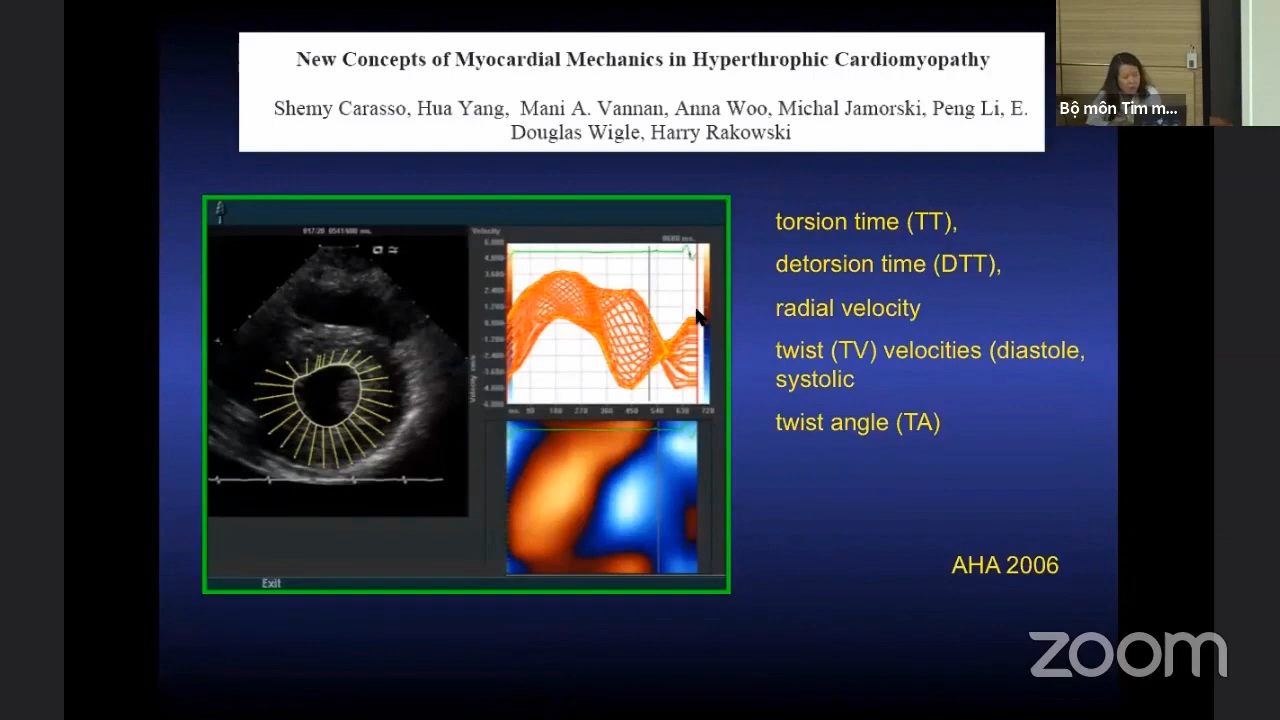 New Concepts of Myocardial Mechanics in Hyperthrophic Cardiomyopathy
Shemy Carasso, Hua Yang, Mani A. Vannan, Anna Woo, Michal Jamorski, Peng Li, E.
Douglas Wigle, Harry Rakowski
Bộ môn Tim m...
torsion time (TT),
detorsion time (DTT),
radial velocity
twist (TV) velocities (diastole,
systolic
twist angle (TA)
AHA 2006
Velocity
Exit
zoom